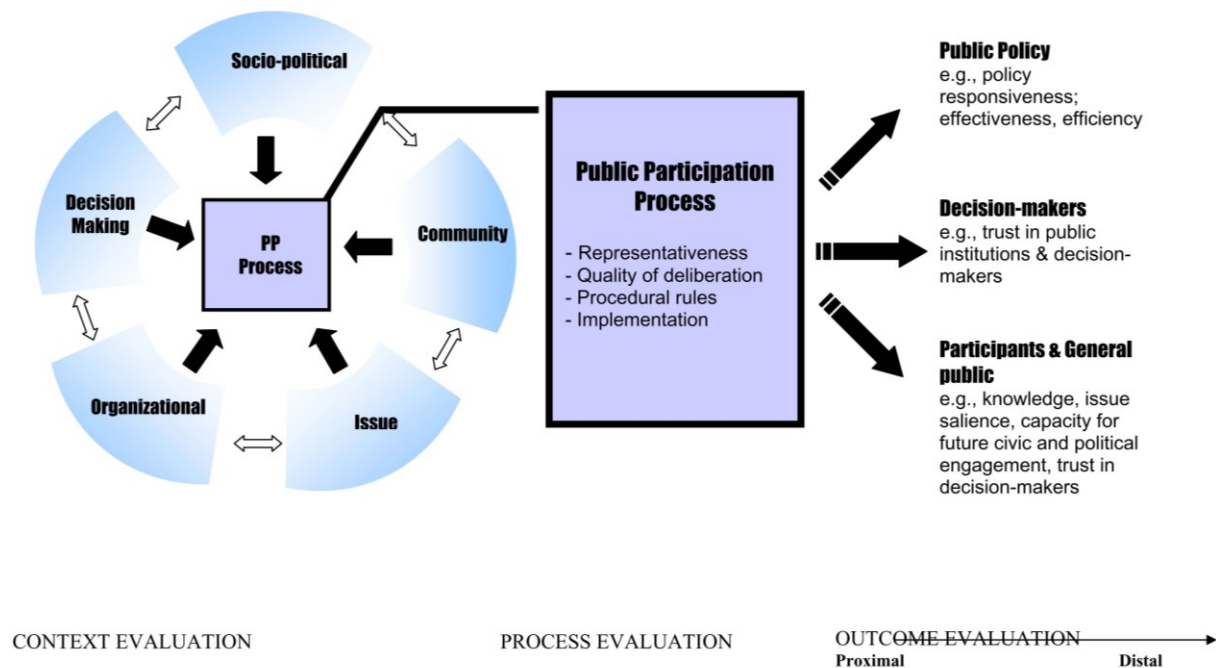 Socio-political
Decision
Making
PP
Process
Community
Organizational
Issue
Public Participation
Process
- Representativeness
- Quality of deliberation
- Procedural rules
- Implementation
Public Policy
e.g., policy
responsiveness;
effectiveness, efficiency
Decision-makers
e.g., trust in public
institutions & decision-
makers
Participants & General
public
e.g., knowledge, issue
salience, capacity for
future civic and political
engagement, trust in
decision-makers
CONTEXT EVALUATION
PROCESS EVALUATION
OUTCOME EVALUATION
Proximal
Distal